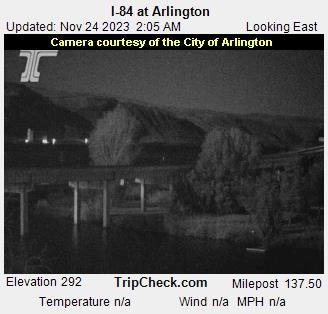 I-84 at Arlington
Updated: Nov 24 2023 2:05 AM Looking East
Camera courtesy of the City of Arlington
Elevation 292 TripCheck.com Milepost 137.50
Temperature n/a Wind n/a MPH n/a